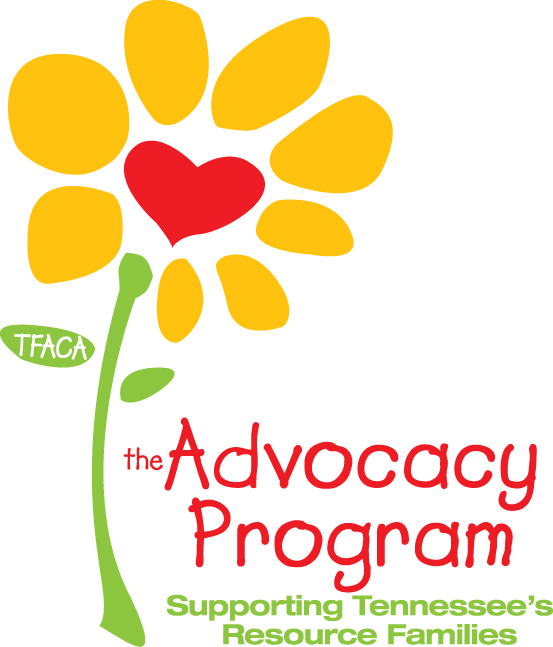 TFACA
the Advocacy
Program
Supporting Tennessee's
Resource Families